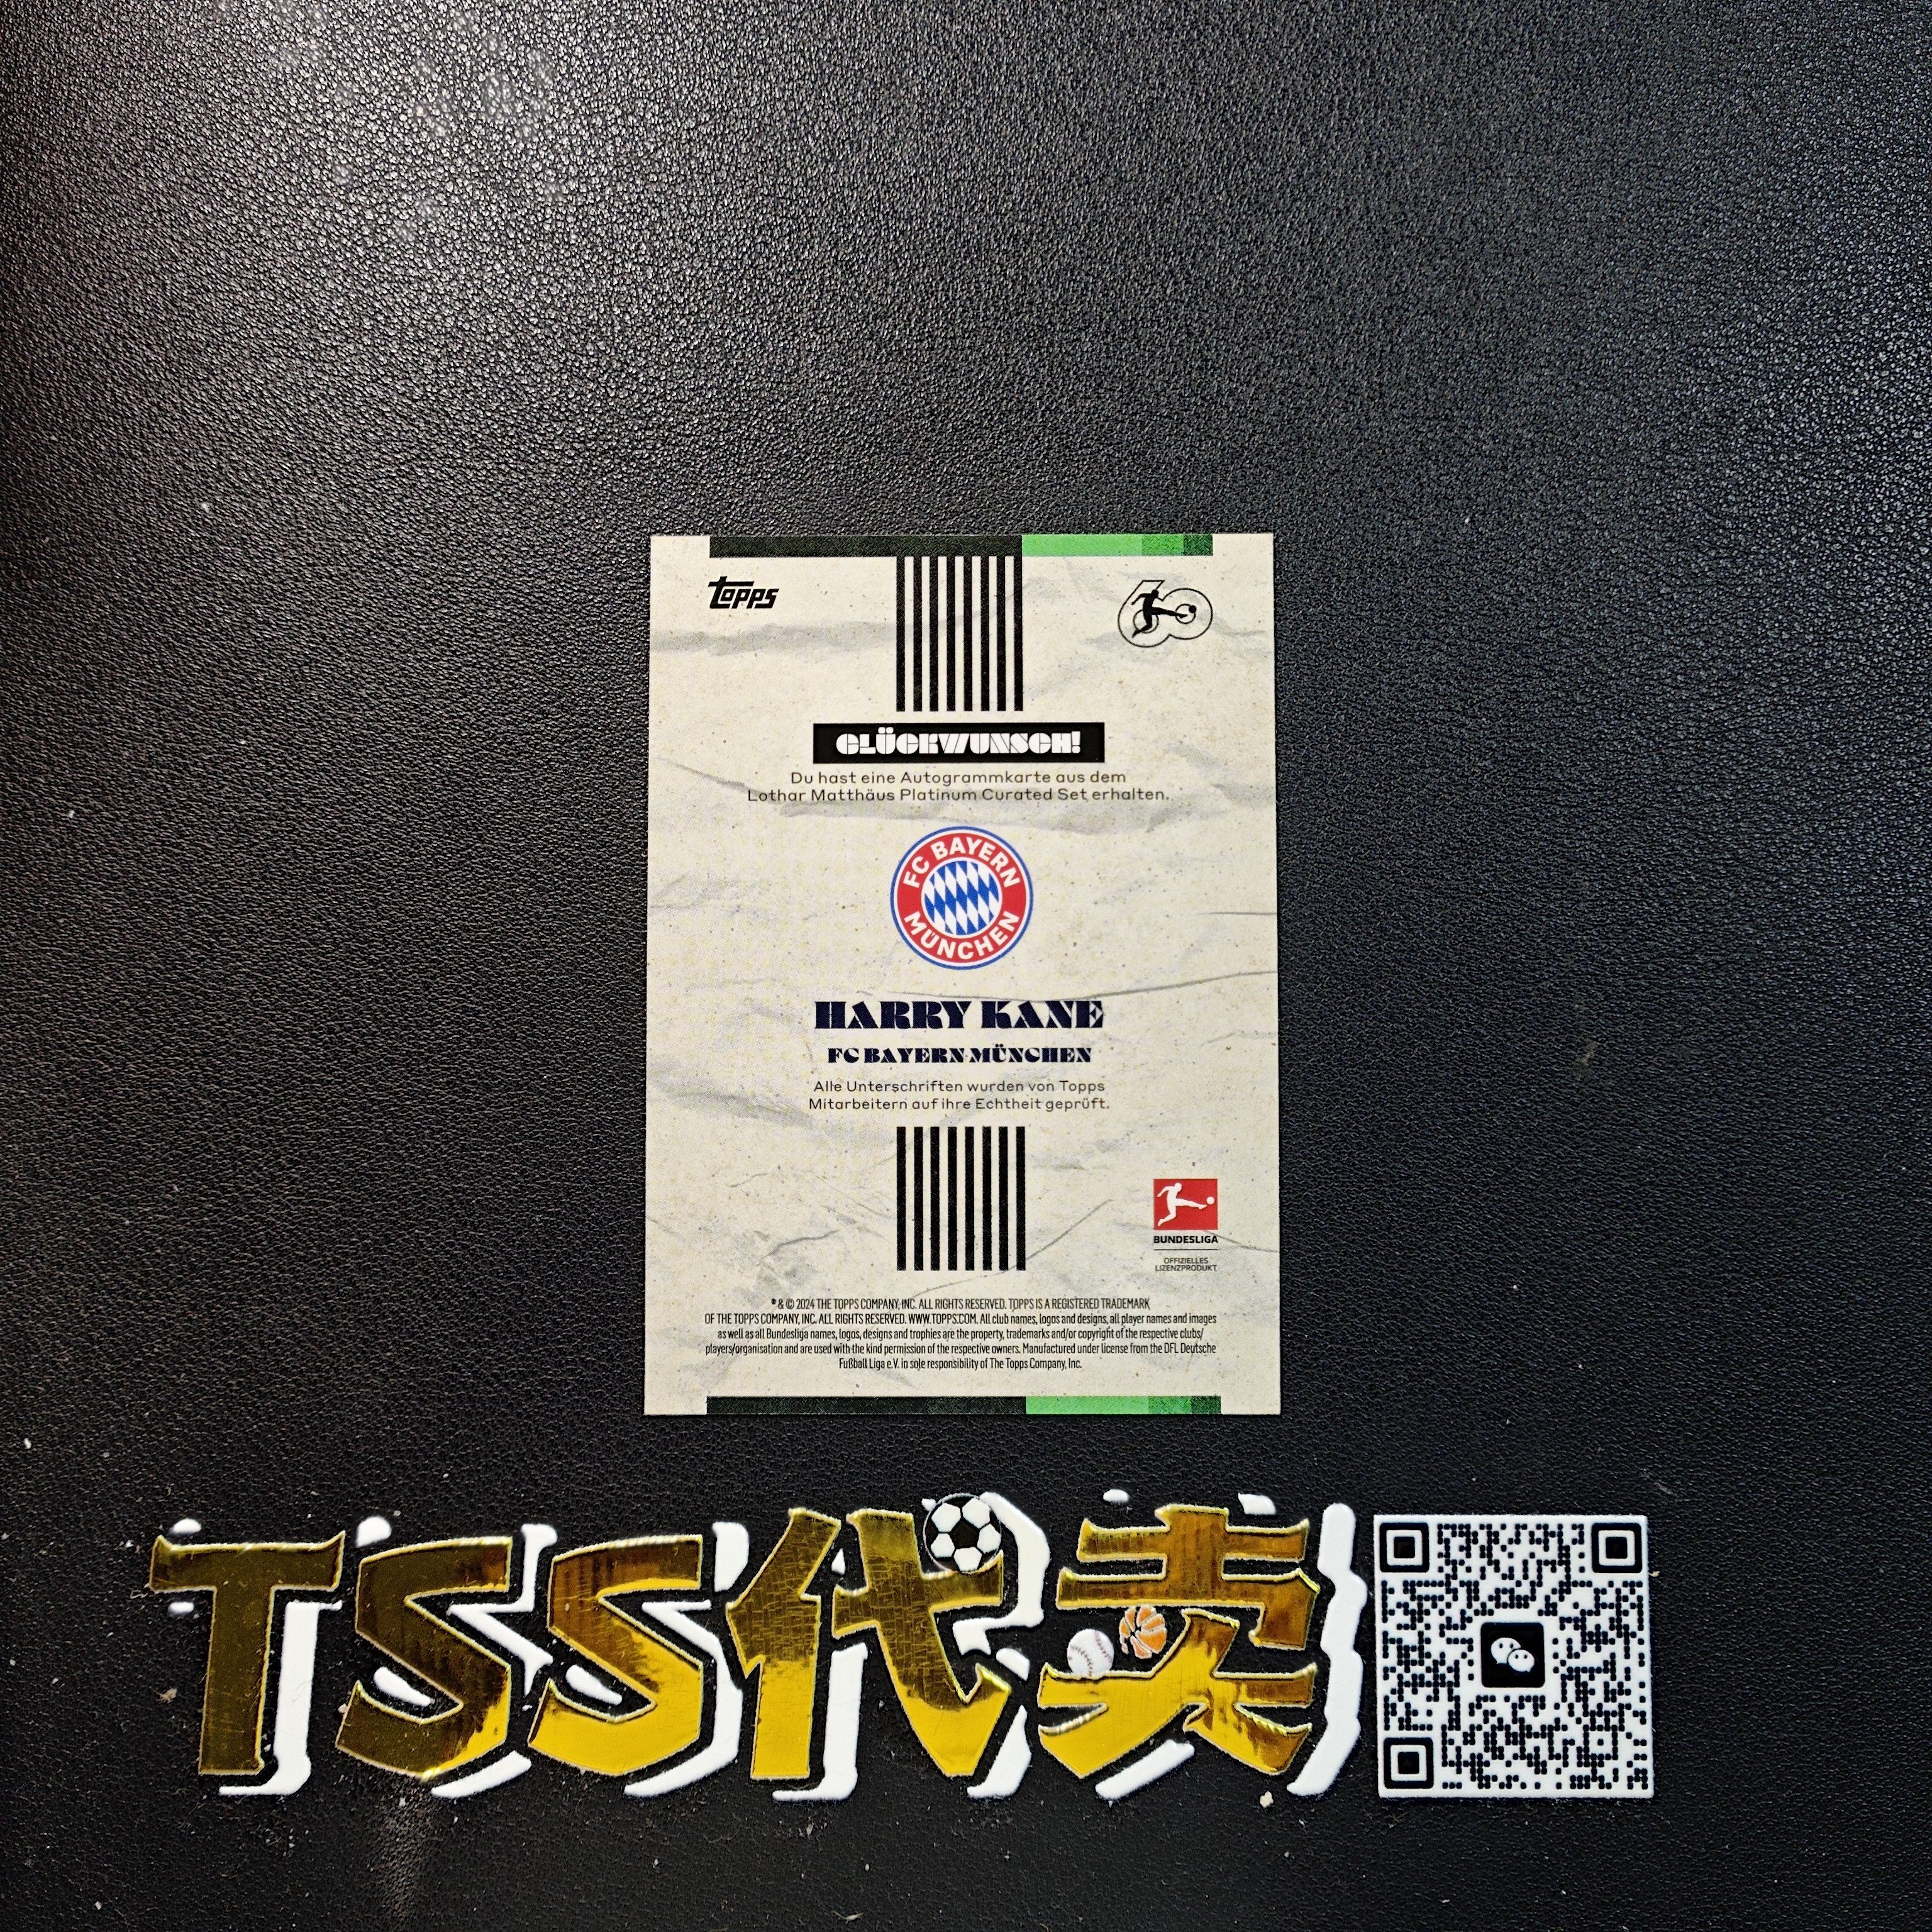 topps
60
GLÜCKWUNSCH!
Du hast eine Autogrammkarte aus dem
Lothar Matthäus Platinum Curated Set erhalten.
FC BAYERN
MÜNCHEN
HARRY KANE
FC BAYERN MÜNCHEN
Alle Unterschriften wurden von Topps
Mitarbeitern auf ihre Echtheit geprüft.
BUNDESLIGA
OFFIZIELLES
LIZENZPRODUKT
® & © 2024 THE TOPPS COMPANY, INC. ALL RIGHTS RESERVED. TOPPS IS A REGISTERED TRADEMARK
OF THE TOPPS COMPANY, INC. ALL RIGHTS RESERVED. WWW.TOPPS.COM. All club names, logos and designs, all player names and images
as well as all Bundesliga names, logos, designs and trophies are the property, trademarks and/or copyright of the respective clubs/
players/organisation and are used with the kind permission of the respective owners. Manufactured under license from the DFL Deutsche
Fußball Liga e.V. in sole responsibility of The Topps Company, Inc.
TSS代卖